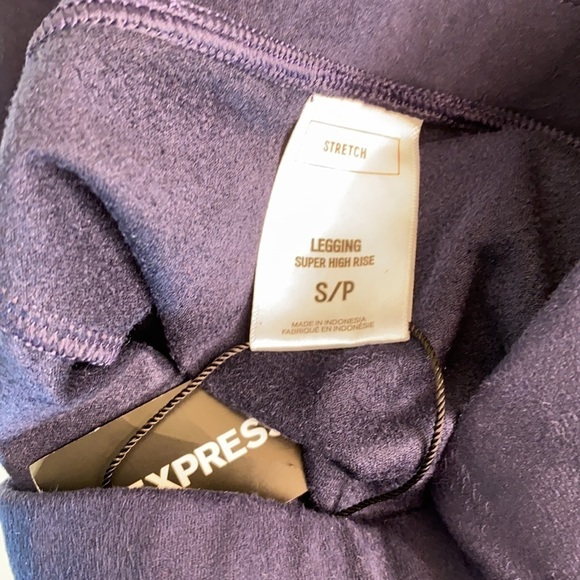 STRETCH
LEGGING
SUPER HIGH RISE
S/P
MADE IN INDONESIA
FABRIQUÉ EN INDONÉSIE
EXPRESS